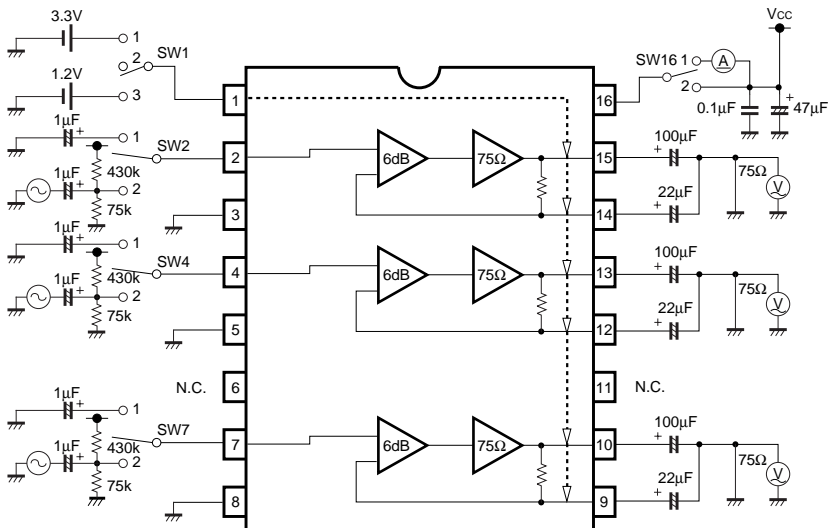 3.3V
1
2
SW1
1.2V
3
1µF
+
1
SW2
430k
1µF
+
2
75k
1µF
+
1
SW4
430k
1µF
+
2
75k
N.C.
1µF
+
1
SW7
430k
1µF
+
2
75k
1
2
3
4
5
6
7
8
6dB
75Ω
6dB
75Ω
6dB
75Ω
16
15
14
13
12
11
10
9
VCC
SW16
1
A
2
0.1µF
+
47µF
100µF
+
75Ω
V
22µF
+
100µF
+
75Ω
V
22µF
+
N.C.
100µF
+
75Ω
V
22µF
+